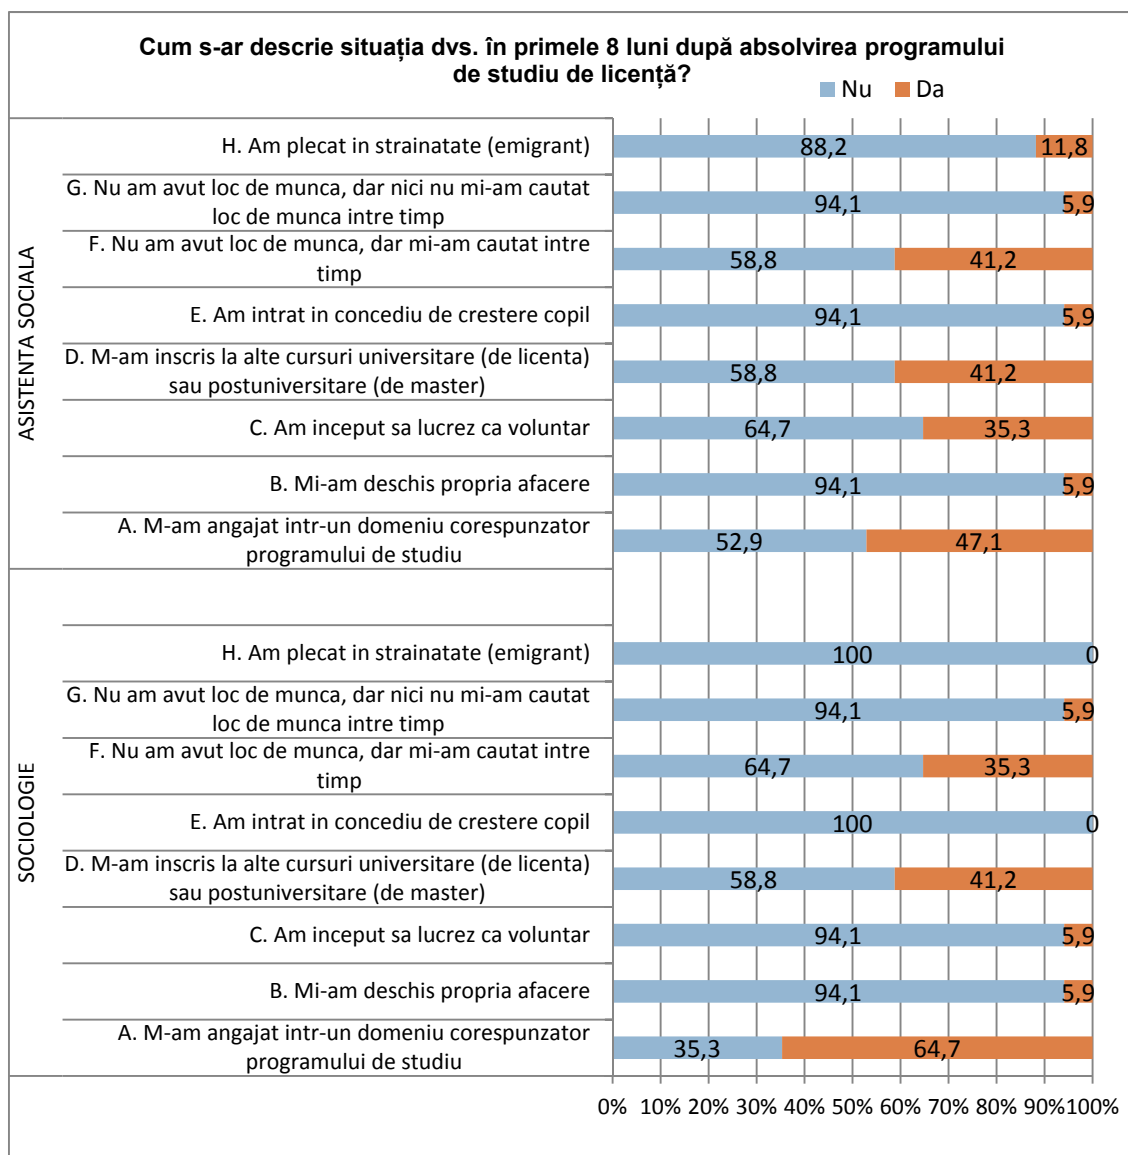 Cum s-ar descrie situația dvs. în primele 8 luni după absolvirea programului
de studiu de licență?
Nu Da
ASISTENTA SOCIALA
H. Am plecat in strainatate (emigrant)
88,2 11,8
G. Nu am avut loc de munca, dar nici nu mi-am cautat
loc de munca intre timp
94,1 5,9
F. Nu am avut loc de munca, dar mi-am cautat intre
timp
58,8 41,2
E. Am intrat in concediu de crestere copil
94,1 5,9
D. M-am inscris la alte cursuri universitare (de licenta)
sau postuniversitare (de master)
58,8 41,2
C. Am inceput sa lucrez ca voluntar
64,7 35,3
B. Mi-am deschis propria afacere
94,1 5,9
A. M-am angajat intr-un domeniu corespunzator
programului de studiu
52,9 47,1
SOCIOLOGIE
H. Am plecat in strainatate (emigrant)
100 0
G. Nu am avut loc de munca, dar nici nu mi-am cautat
loc de munca intre timp
94,1 5,9
F. Nu am avut loc de munca, dar mi-am cautat intre
timp
64,7 35,3
E. Am intrat in concediu de crestere copil
100 0
D. M-am inscris la alte cursuri universitare (de licenta)
sau postuniversitare (de master)
58,8 41,2
C. Am inceput sa lucrez ca voluntar
94,1 5,9
B. Mi-am deschis propria afacere
94,1 5,9
A. M-am angajat intr-un domeniu corespunzator
programului de studiu
35,3 64,7
0% 10% 20% 30% 40% 50% 60% 70% 80% 90% 100%